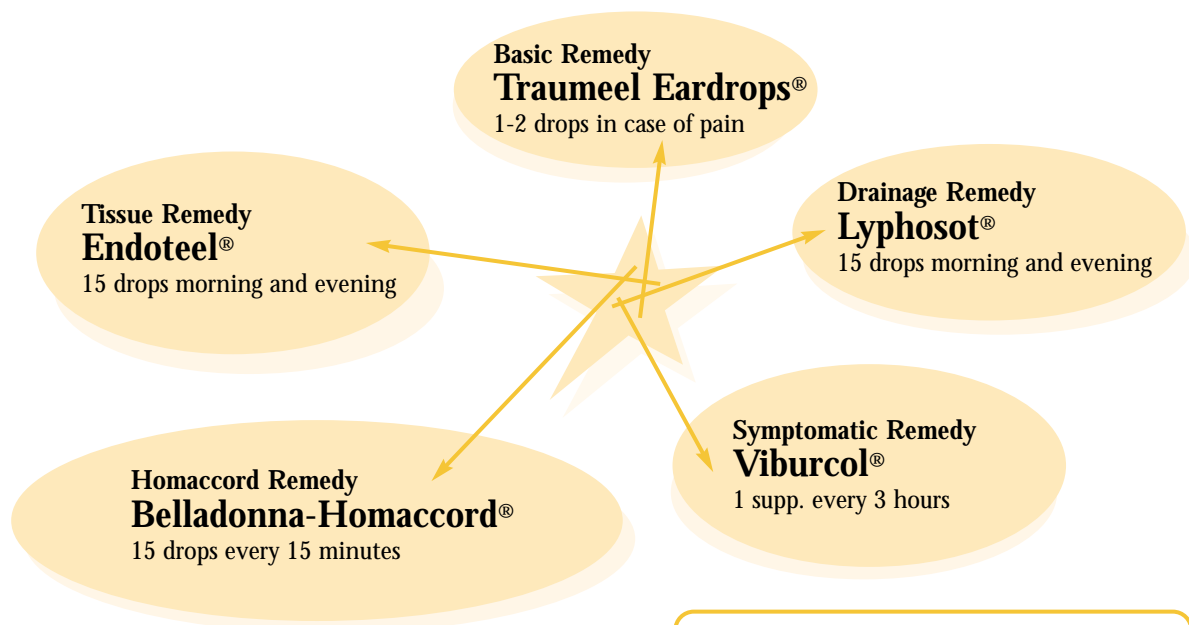 Basic Remedy
Traumeel Eardrops®
1-2 drops in case of pain
Drainage Remedy
Lyphosot®
15 drops morning and evening
Tissue Remedy
Endoteel®
15 drops morning and evening
Symptomatic Remedy
Viburcol®
1 supp. every 3 hours
Homaccord Remedy
Belladonna-Homaccord®
15 drops every 15 minutes